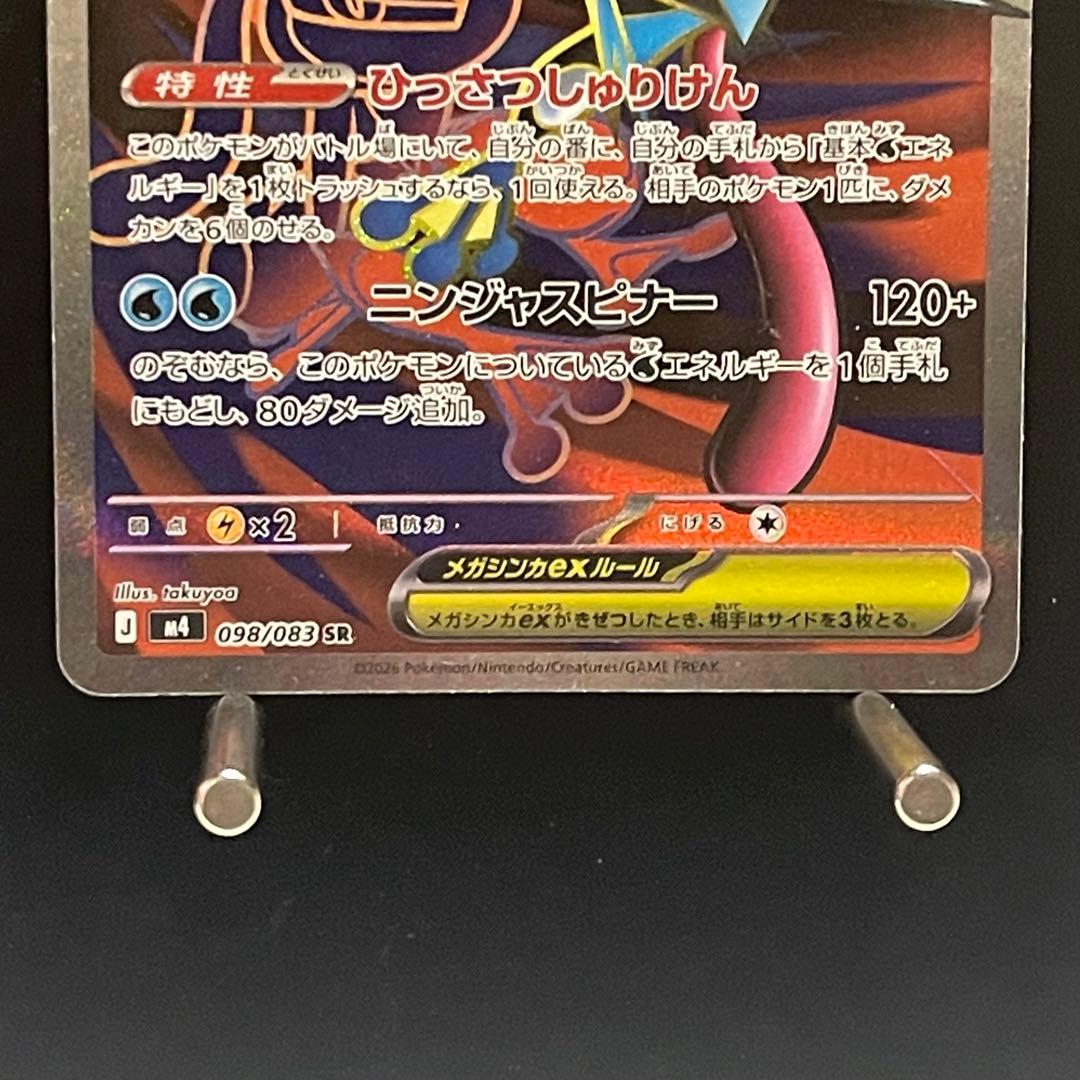 特性 とくせい ひっさつしゅりけん
このポケモンがバトル場にいて、自分の番に、自分の手札から「基本エネ
ルギー」を1枚トラッシュするなら、1回使える。相手のポケモン1匹に、ダメ
カンを6個のせる。
ニンジャスピナー 120+
のぞむなら、このポケモンについているエネルギーを1個手札
にもどし、80ダメージ追加。
弱点 ×2 抵抗力 にげる
メガシンカexルール
メガシンカexがきぜつしたとき、相手はサイドを3枚とる。
Illus. takuyoa
J M4 098/083 SR
©2026 Pokémon/Nintendo/Creatures/GAME FREAK